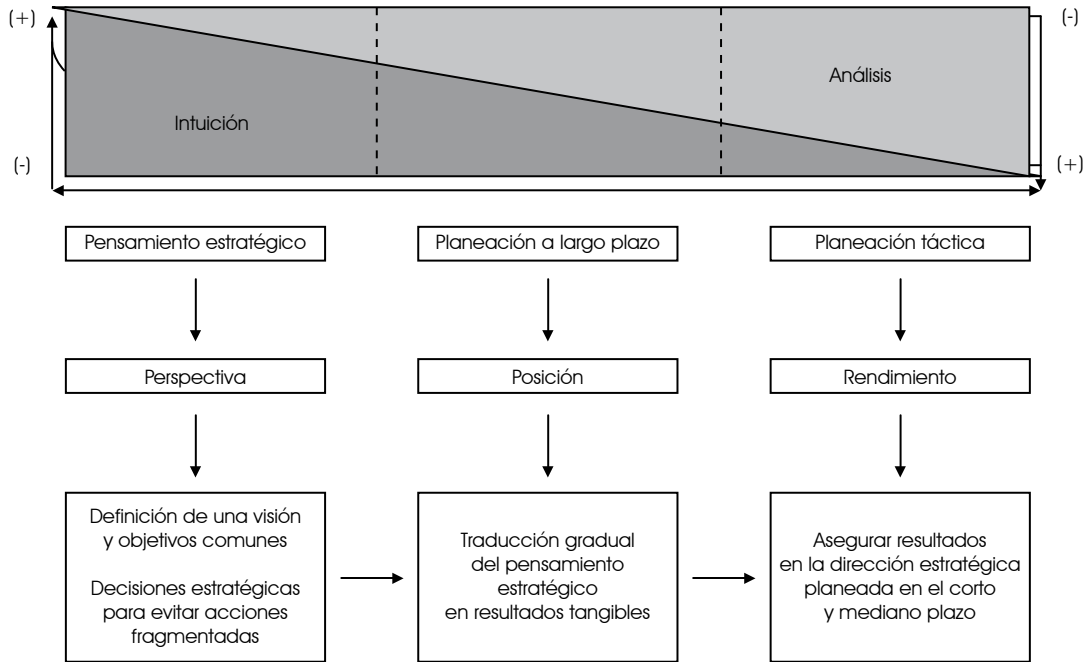 (+)
(-)
Análisis
Intuición
(-)
(+)
Pensamiento estratégico
Planeación a largo plazo
Planeación táctica
Perspectiva
Posición
Rendimiento
Definición de una visión
y objetivos comunes
Decisiones estratégicas
para evitar acciones
fragmentadas
Traducción gradual
del pensamiento
estratégico
en resultados tangibles
Asegurar resultados
en la dirección estratégica
planeada en el corto
y mediano plazo